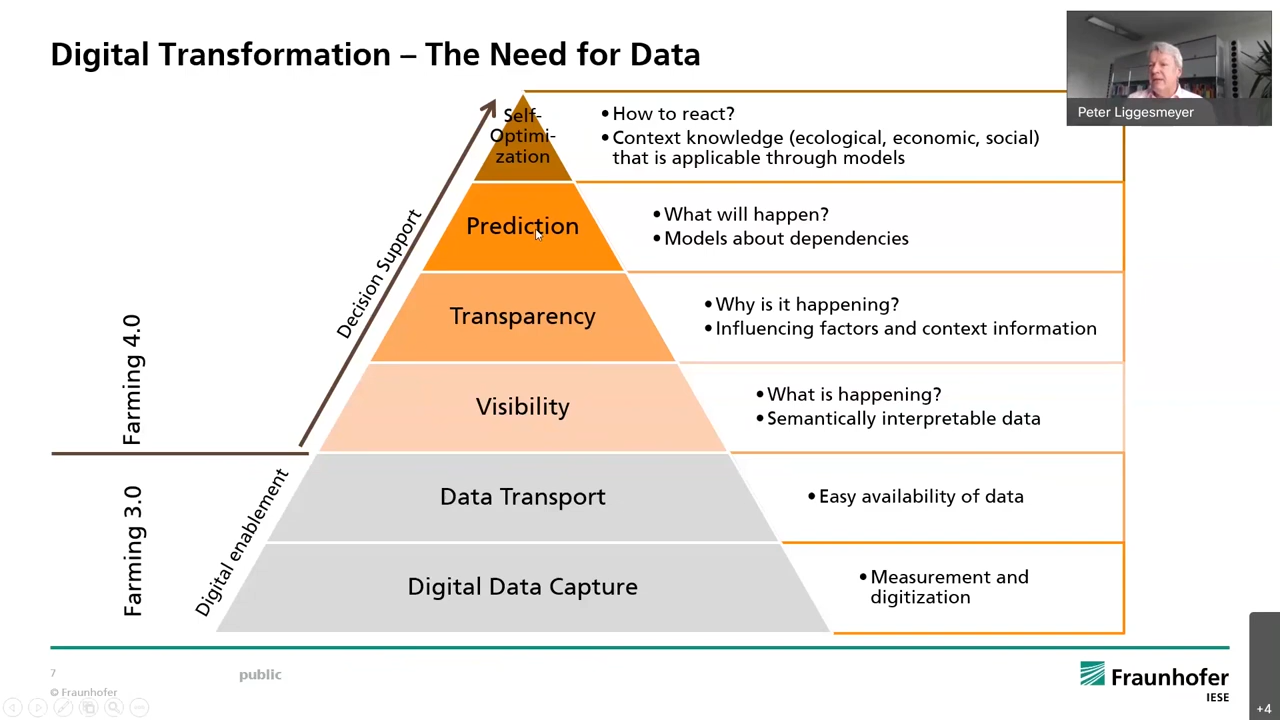 Digital Transformation – The Need for Data
Peter Liggesmeyer
Self-
Optimi-
zation
• How to react?
• Context knowledge (ecological, economic, social)
that is applicable through models
Prediction
• What will happen?
• Models about dependencies
Transparency
• Why is it happening?
• Influencing factors and context information
Visibility
• What is happening?
• Semantically interpretable data
Data Transport
• Easy availability of data
Digital Data Capture
• Measurement and
digitization
Decision Support
Digital enablement
Farming 4.0
Farming 3.0
7
public
© Fraunhofer
Fraunhofer
IESE
+4